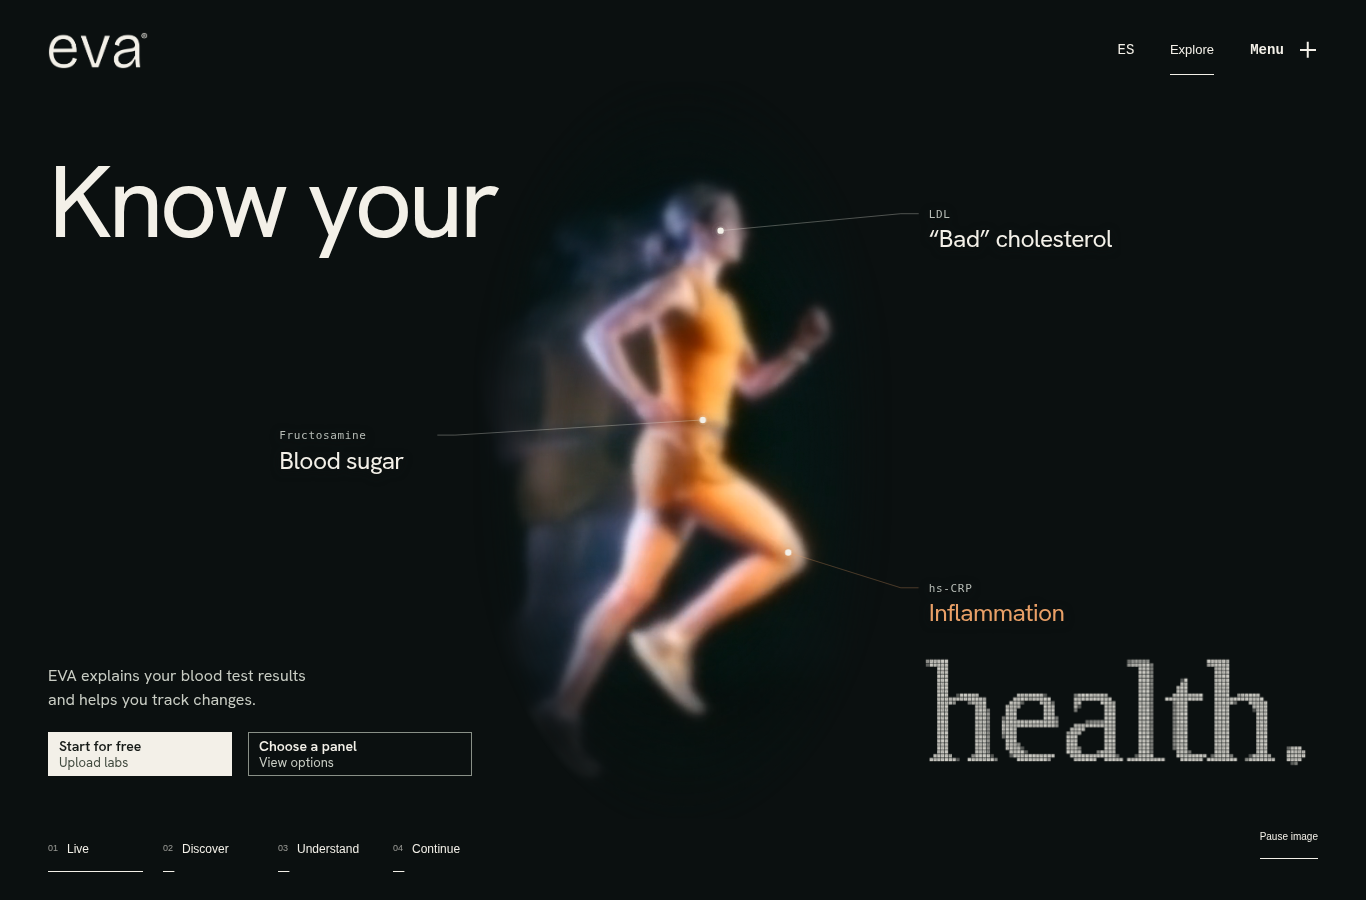 eva®
ES
Explore
Menu
Know your
LDL
“Bad” cholesterol
Fructosamine
Blood sugar
hs-CRP
Inflammation
health.
EVA explains your blood test results
and helps you track changes.
Start for free
Upload labs
Choose a panel
View options
01 Live
02 Discover
03 Understand
04 Continue
Pause image